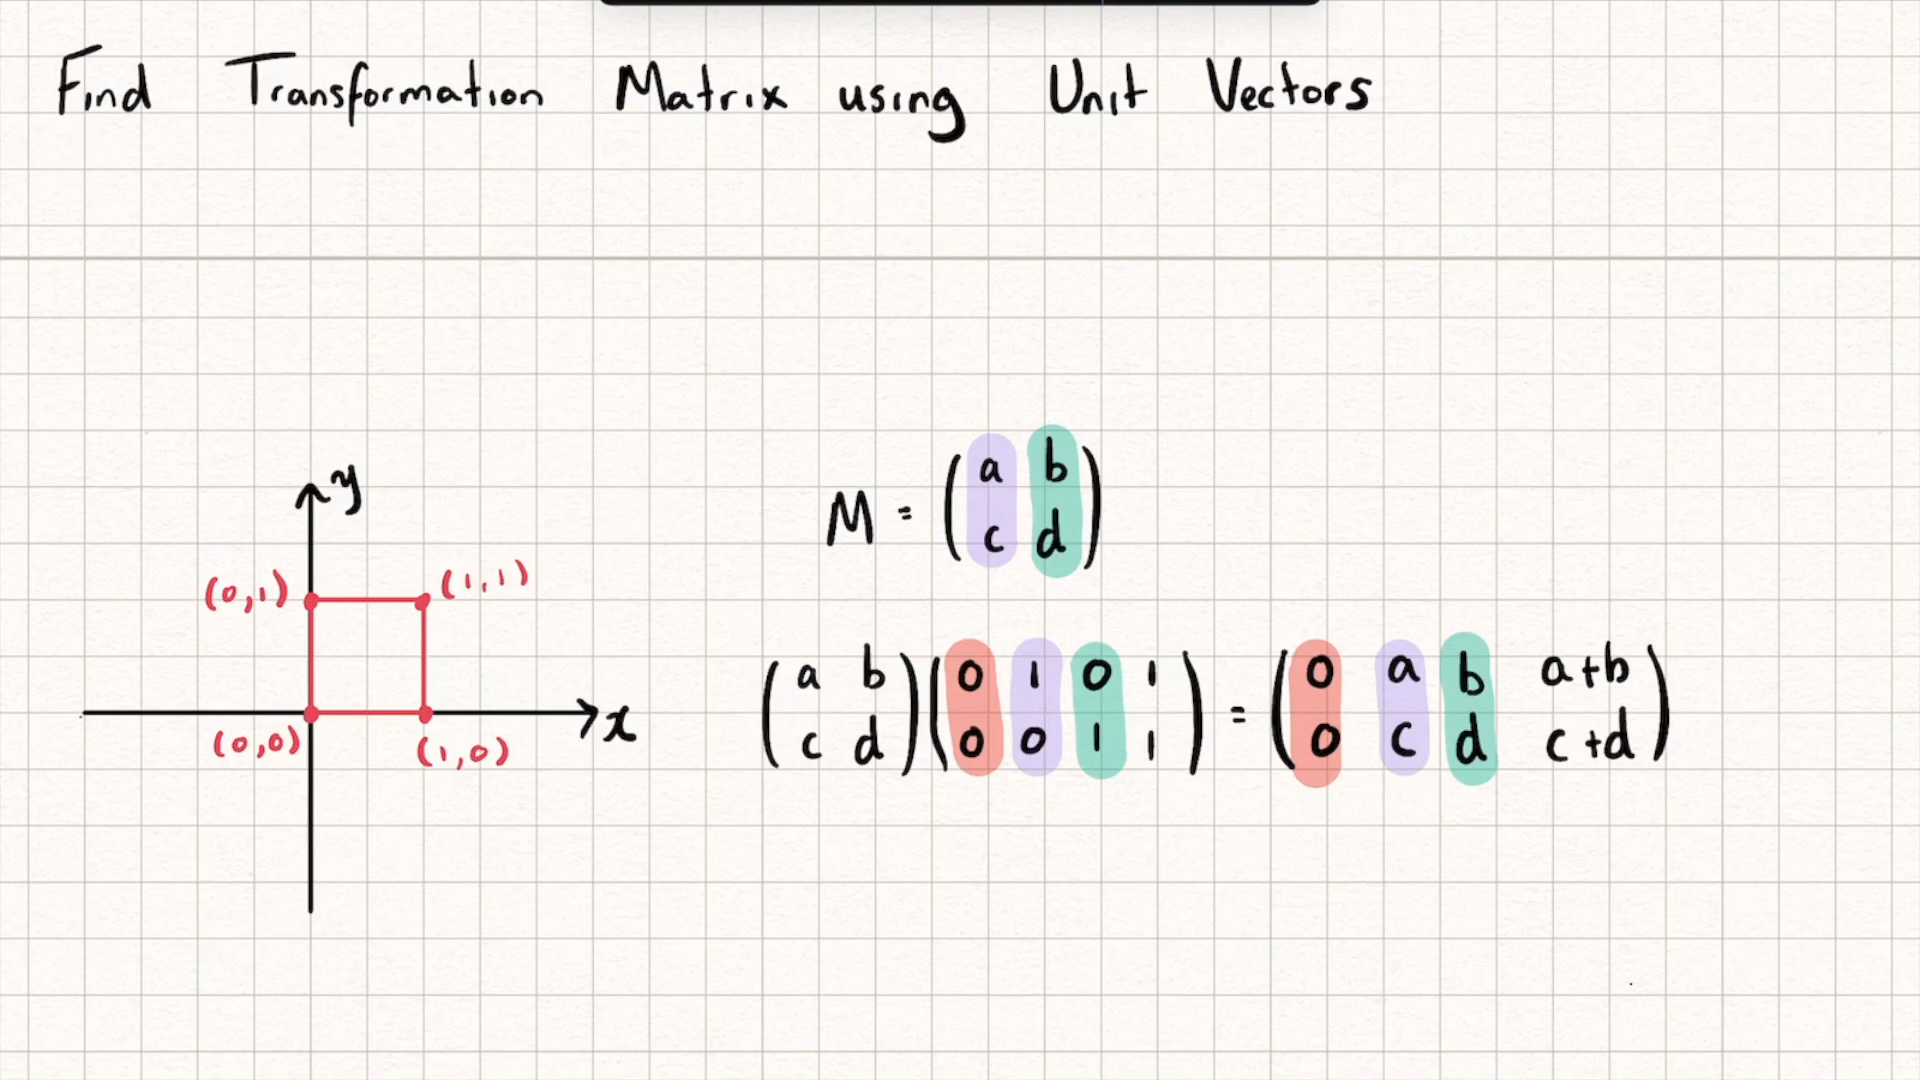 Find Transformation Matrix using Unit Vectors
y
(0,1) (1,1)
(0,0) (1,0)
x
M = (a b
c d)
(a b
c d)(0 1 0 1
0 0 1 1) = (0 a b a+b
0 c d c+d)